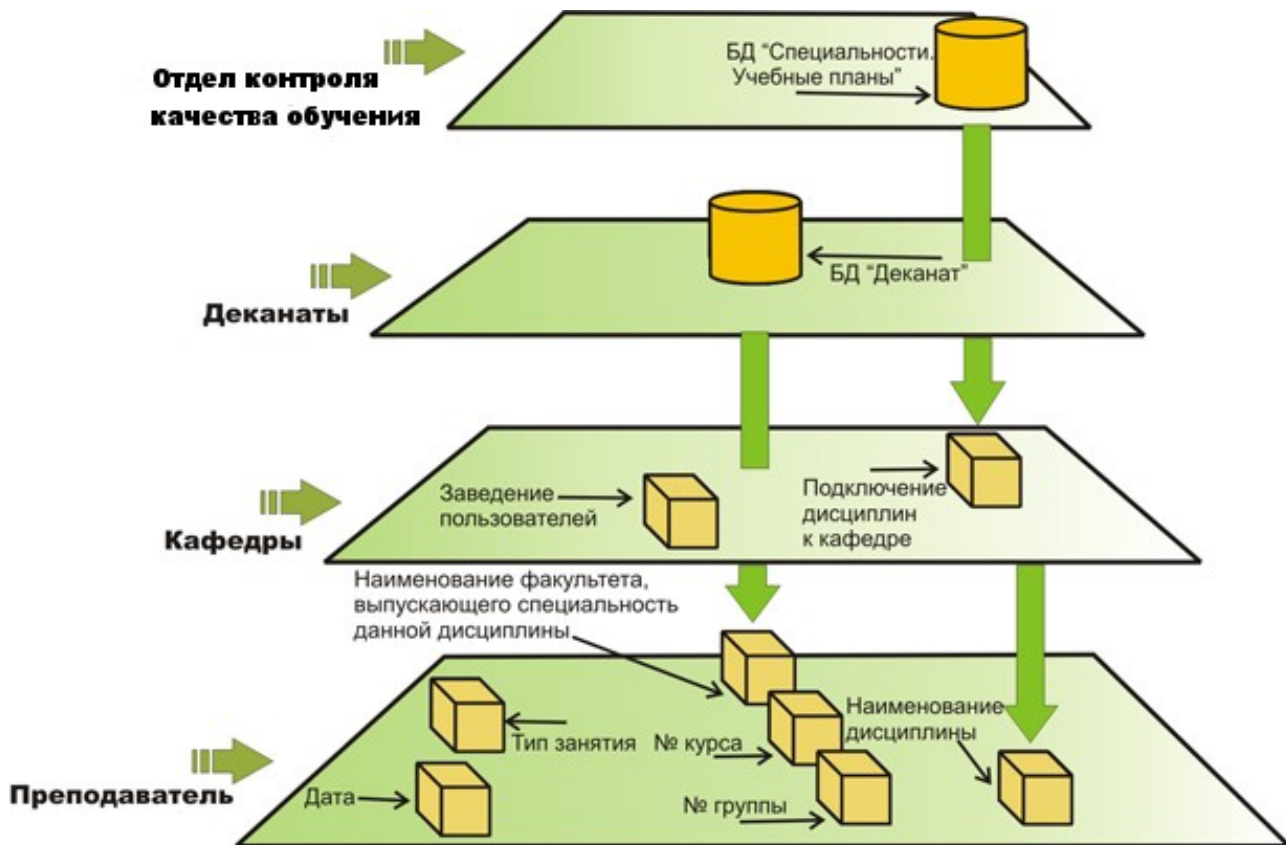 БД “Специальности.
Учебные планы”
Отдел контроля
качества обучения
БД “Деканат”
Деканаты
Заведение
пользователей
Подключение
дисциплин
к кафедре
Кафедры
Наименование факультета,
выпускающего специальность
данной дисциплины
Наименование
дисциплины
Тип занятия
№ курса
Дата
№ группы
Преподаватель